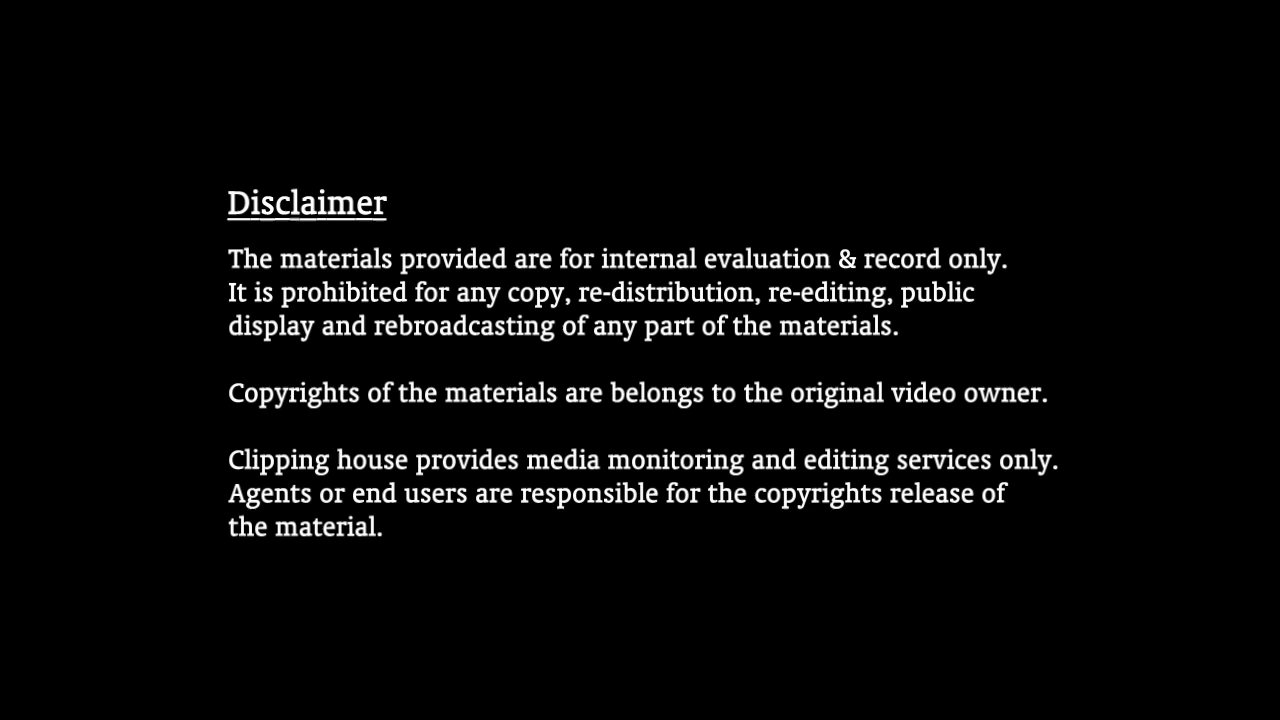 Disclaimer
The materials provided are for internal evaluation & record only.
It is prohibited for any copy, re-distribution, re-editing, public
display and rebroadcasting of any part of the materials.
Copyrights of the materials are belongs to the original video owner.
Clipping house provides media monitoring and editing services only.
Agents or end users are responsible for the copyrights release of
the material.